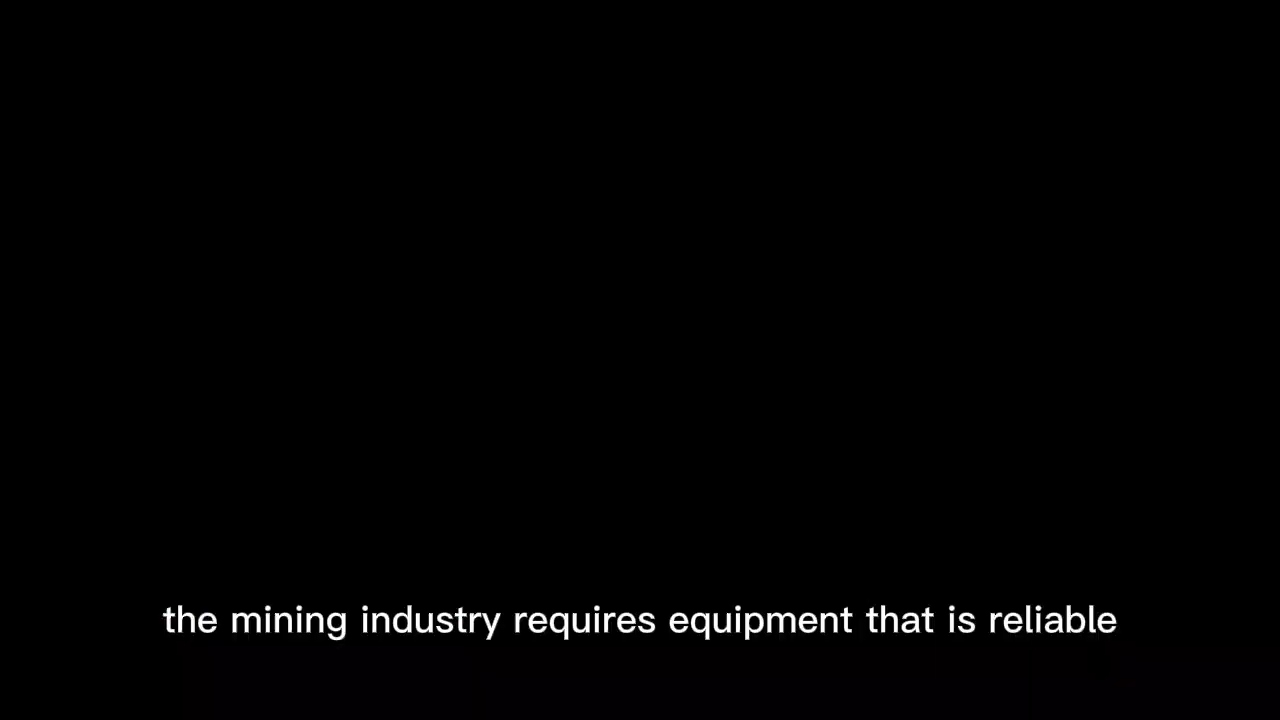 the mining industry requires equipment that is reliable